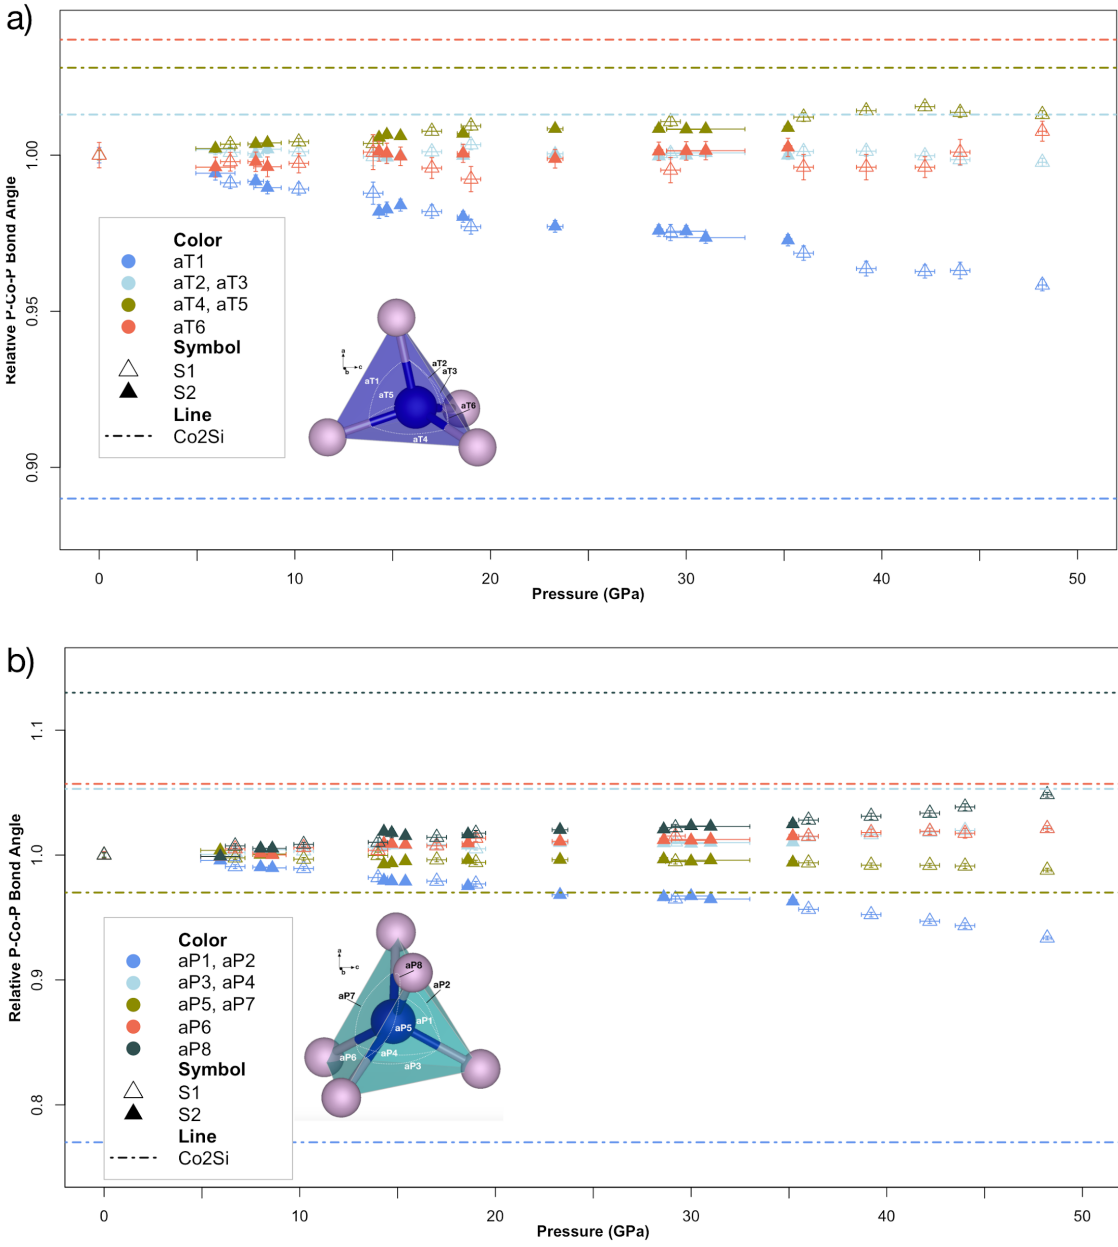 a)
Relative P-Co-P Bond Angle
1.00
0.95
0.90
Color
aT1
aT2, aT3
aT4, aT5
aT6
Symbol
S1
S2
Line
Co2Si
a
b
c
aT1
aT2
aT3
aT5
aT6
aT4
0
10
20
30
40
50
Pressure (GPa)
b)
Relative P-Co-P Bond Angle
1.1
1.0
0.9
0.8
Color
aP1, aP2
aP3, aP4
aP5, aP7
aP6
aP8
Symbol
S1
S2
Line
Co2Si
a
b
c
aP8
aP2
aP7
aP1
aP5
aP4
aP6
aP3
0
10
20
30
40
50
Pressure (GPa)